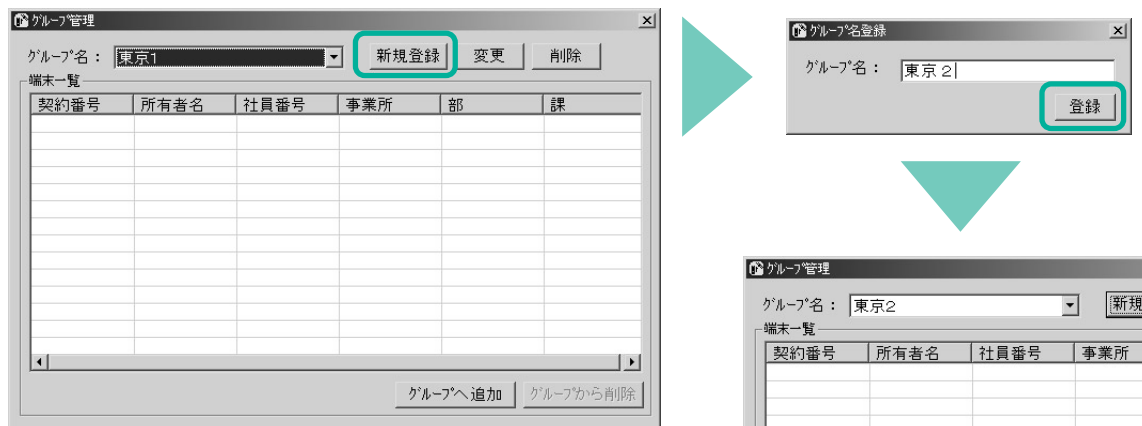 ｸﾞﾙｰﾌﾟ管理
ｸﾞﾙｰﾌﾟ名： 東京1 新規登録 変更 削除
端末一覧
契約番号 所有者名 社員番号 事業所 部 課
ｸﾞﾙｰﾌﾟへ追加 ｸﾞﾙｰﾌﾟから削除
ｸﾞﾙｰﾌﾟ名登録
ｸﾞﾙｰﾌﾟ名： 東京２
登録
ｸﾞﾙｰﾌﾟ管理
ｸﾞﾙｰﾌﾟ名： 東京2 新規
端末一覧
契約番号 所有者名 社員番号 事業所